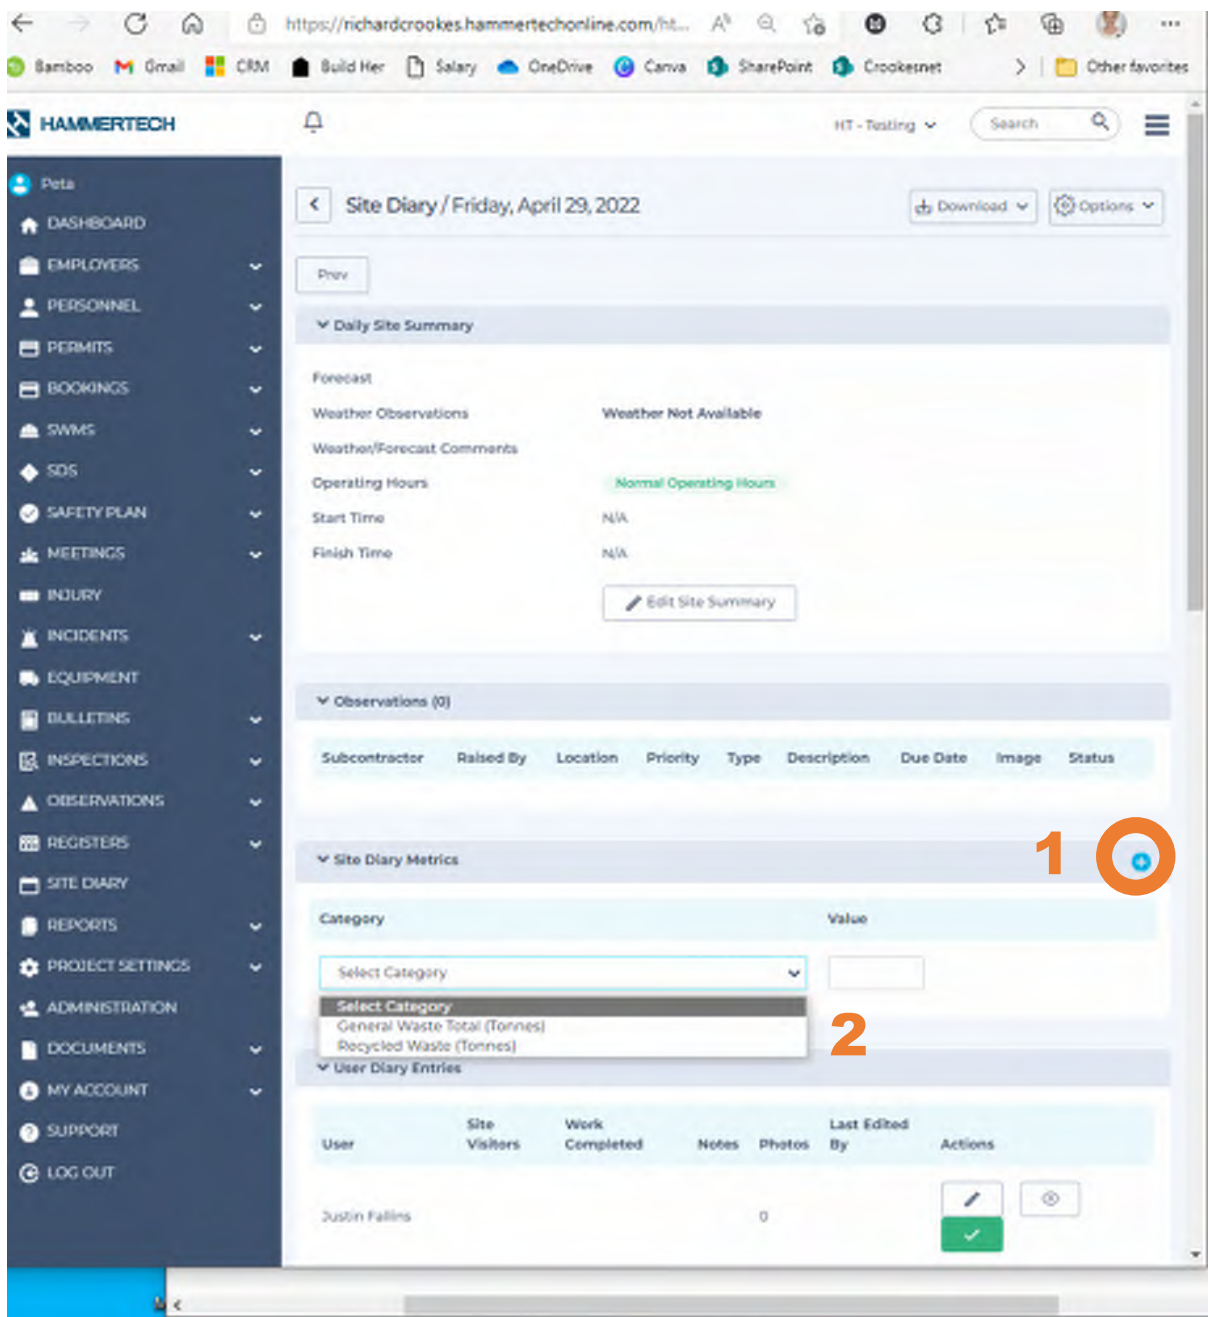 https://richardcrookes.hammertechonline.com/ht...
Bamboo Gmail CRM Build Her Salary OneDrive Canva SharePoint Crookesnet Other favorites
HAMMERTECH HT - Testing Search
Peta
DASHBOARD
EMPLOYERS
PERSONNEL
PERMITS
BOOKINGS
SWMS
SDS
SAFETY PLAN
MEETINGS
INJURY
INCIDENTS
EQUIPMENT
BULLETINS
INSPECTIONS
OBSERVATIONS
REGISTERS
SITE DIARY
REPORTS
PROJECT SETTINGS
ADMINISTRATION
DOCUMENTS
MY ACCOUNT
SUPPORT
LOG OUT
Site Diary / Friday, April 29, 2022 Download Options
Prev
Daily Site Summary
Forecast
Weather Observations Weather Not Available
Weather/Forecast Comments
Operating Hours Normal Operating Hours
Start Time N/A
Finish Time N/A
Edit Site Summary
Observations (0)
Subcontractor Raised By Location Priority Type Description Due Date Image Status
Site Diary Metrics 1
Category Value
Select Category
Select Category
General Waste Total (Tonnes)
Recycled Waste (Tonnes)
2
User Diary Entries
User Site Visitors Work Completed Notes Photos Last Edited By Actions
Justin Fallins 0